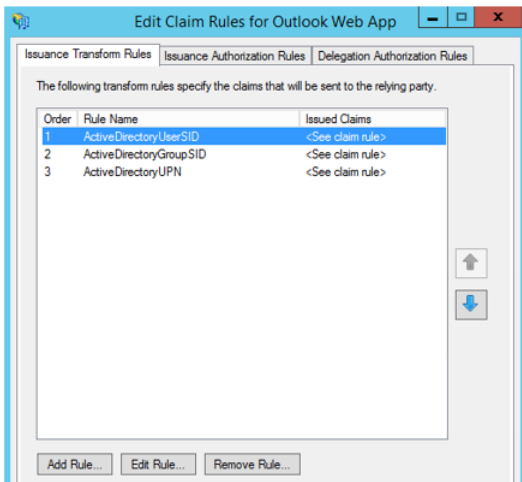 Edit Claim Rules for Outlook Web App
Issuance Transform Rules Issuance Authorization Rules Delegation Authorization Rules
The following transform rules specify the claims that will be sent to the relying party.
Order Rule Name Issued Claims
1 ActiveDirectoryUserSID <See claim rule>
2 ActiveDirectoryGroupSID <See claim rule>
3 ActiveDirectoryUPN <See claim rule>
Add Rule... Edit Rule... Remove Rule...